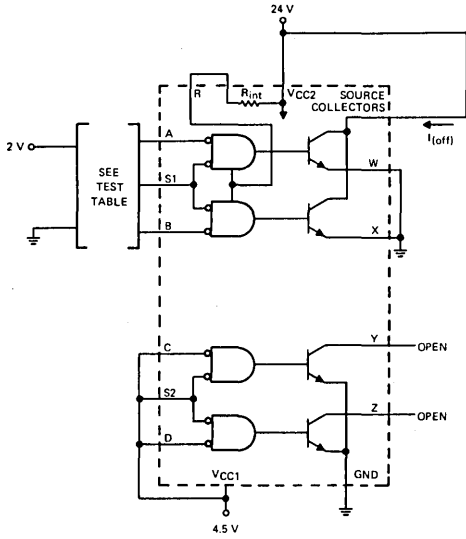 24 V
R
Rint
VCC2
SOURCE
COLLECTORS
I(off)
2 V
SEE
TEST
TABLE
A
S1
B
W
X
C
S2
D
Y
OPEN
Z
OPEN
VCC1
GND
4.5 V